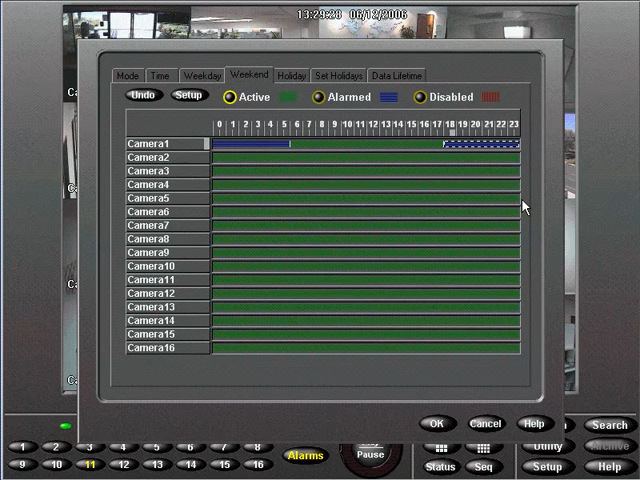 13:29:28 06/12/2006
Mode Time Weekday Weekend Holiday Set Holidays Data Lifetime
Undo Setup Active Alarmed Disabled
0 1 2 3 4 5 6 7 8 9 10 11 12 13 14 15 16 17 18 19 20 21 22 23
Camera1
Camera2
Camera3
Camera4
Camera5
Camera6
Camera7
Camera8
Camera9
Camera10
Camera11
Camera12
Camera13
Camera14
Camera15
Camera16
OK Cancel Help
Search
1 2 3 4 5 6 7 8 Utility Archive
Alarms Pause
9 10 11 12 13 14 15 16 Status Seq Setup Help